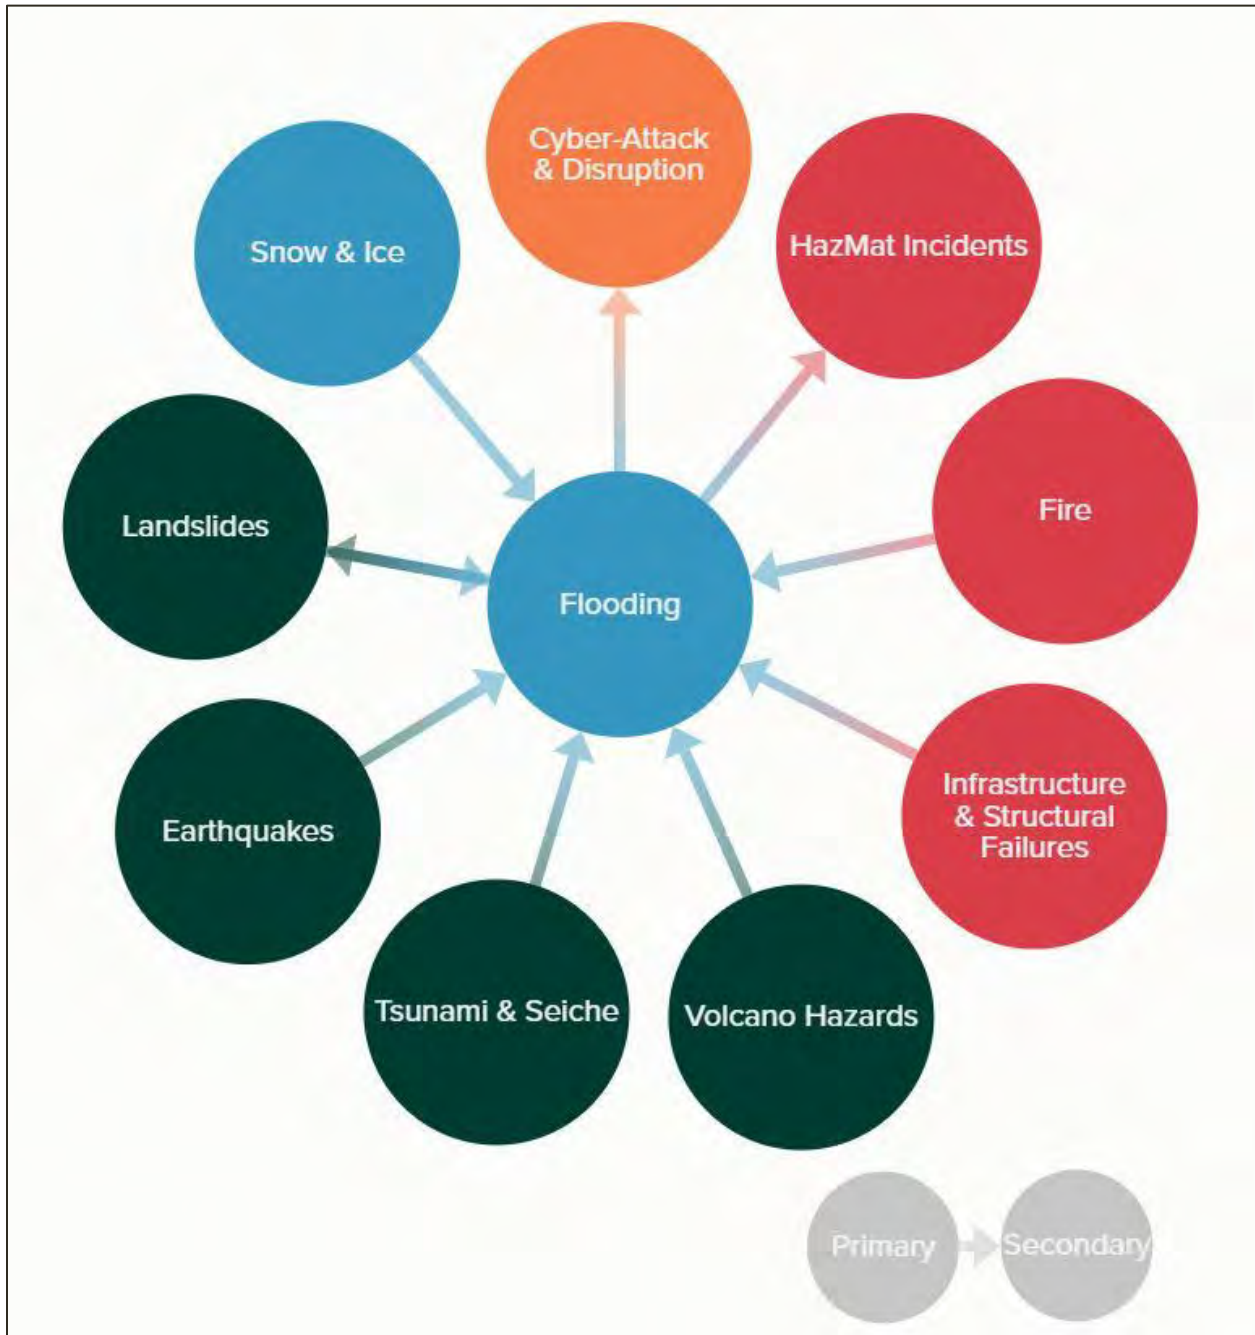 Cyber-Attack
& Disruption
HazMat Incidents
Snow & Ice
Fire
Landslides
Flooding
Infrastructure
& Structural
Failures
Earthquakes
Tsunami & Seiche
Volcano Hazards
Primary
Secondary